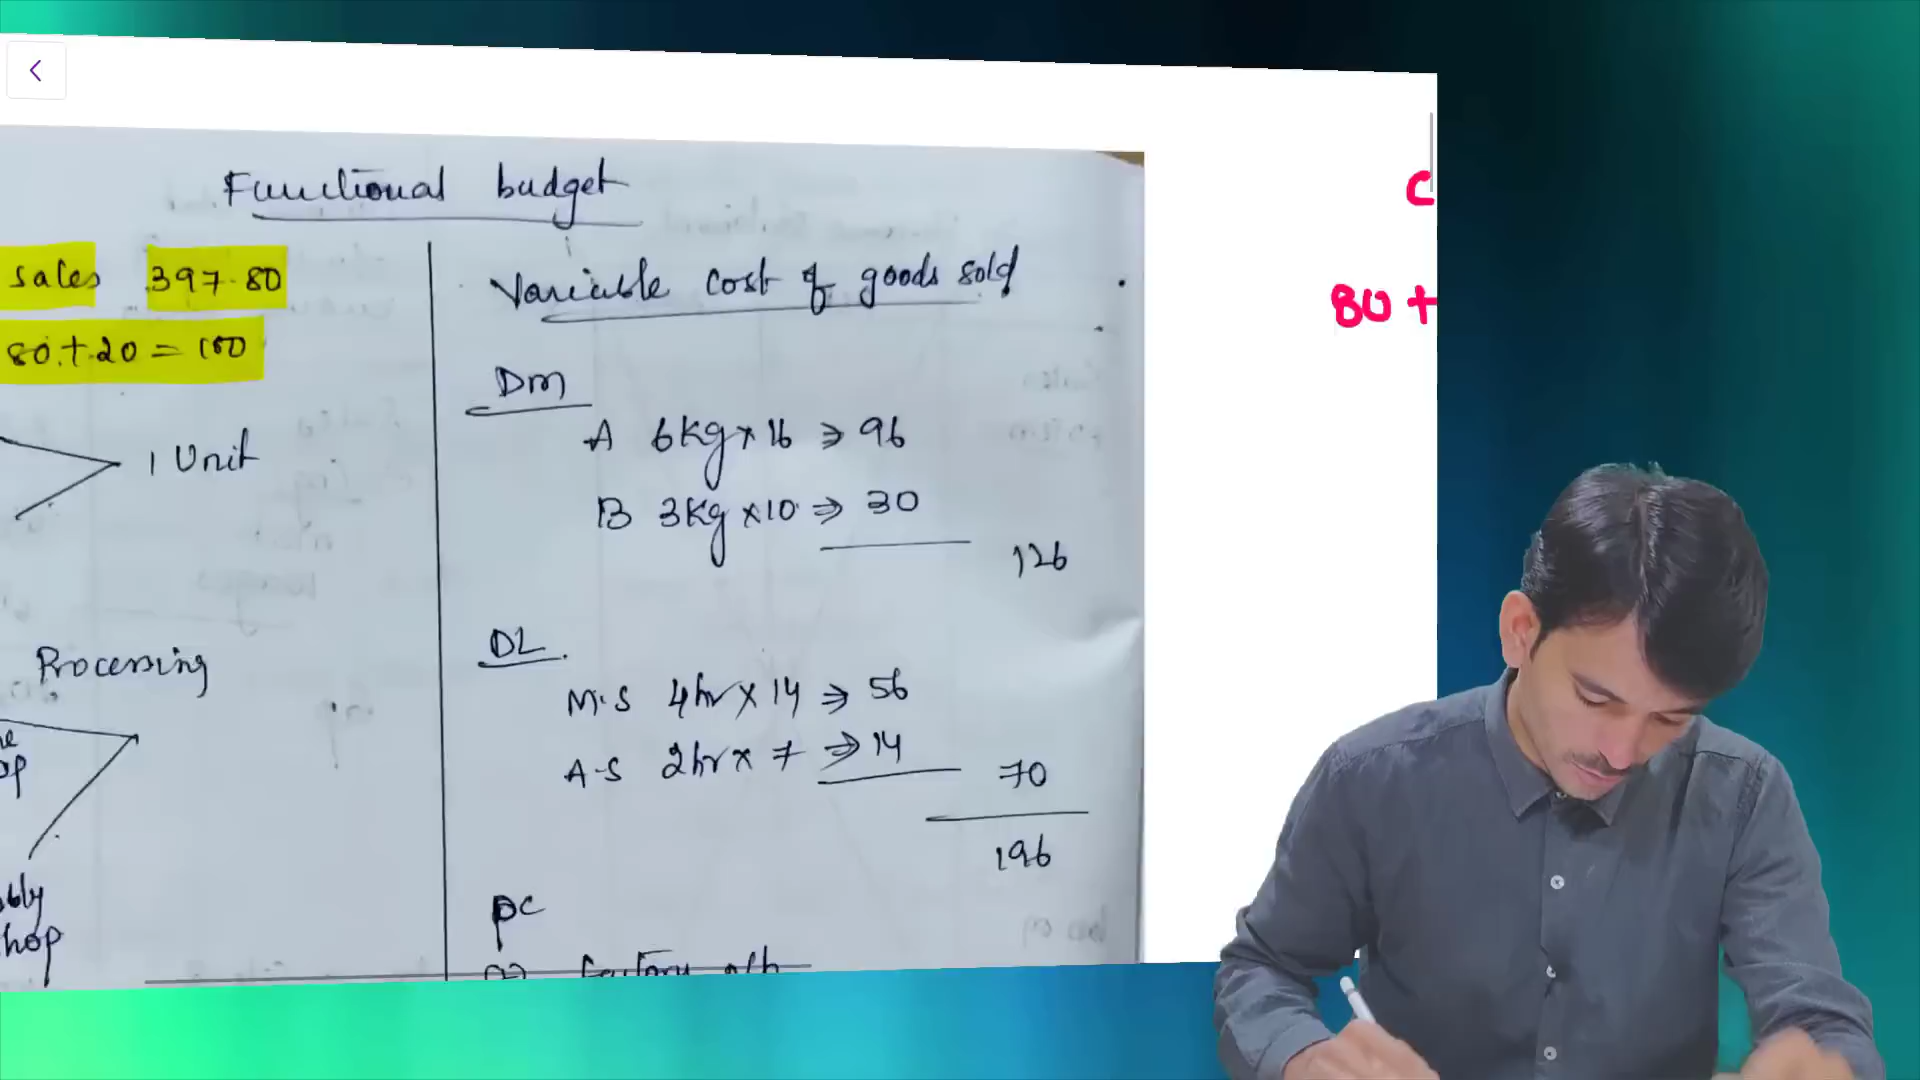 Functional budget
sales 397.80
80+20 = 100
1 Unit
Processing
Variable cost of goods sold
Dm
A 6kg × 16 ⇒ 96
B 3kg × 10 ⇒ 30
126
DL
M.S 4hr × 14 ⇒ 56
A-S 2hr × 7 ⇒ 14
70
196
PC
C
80 +